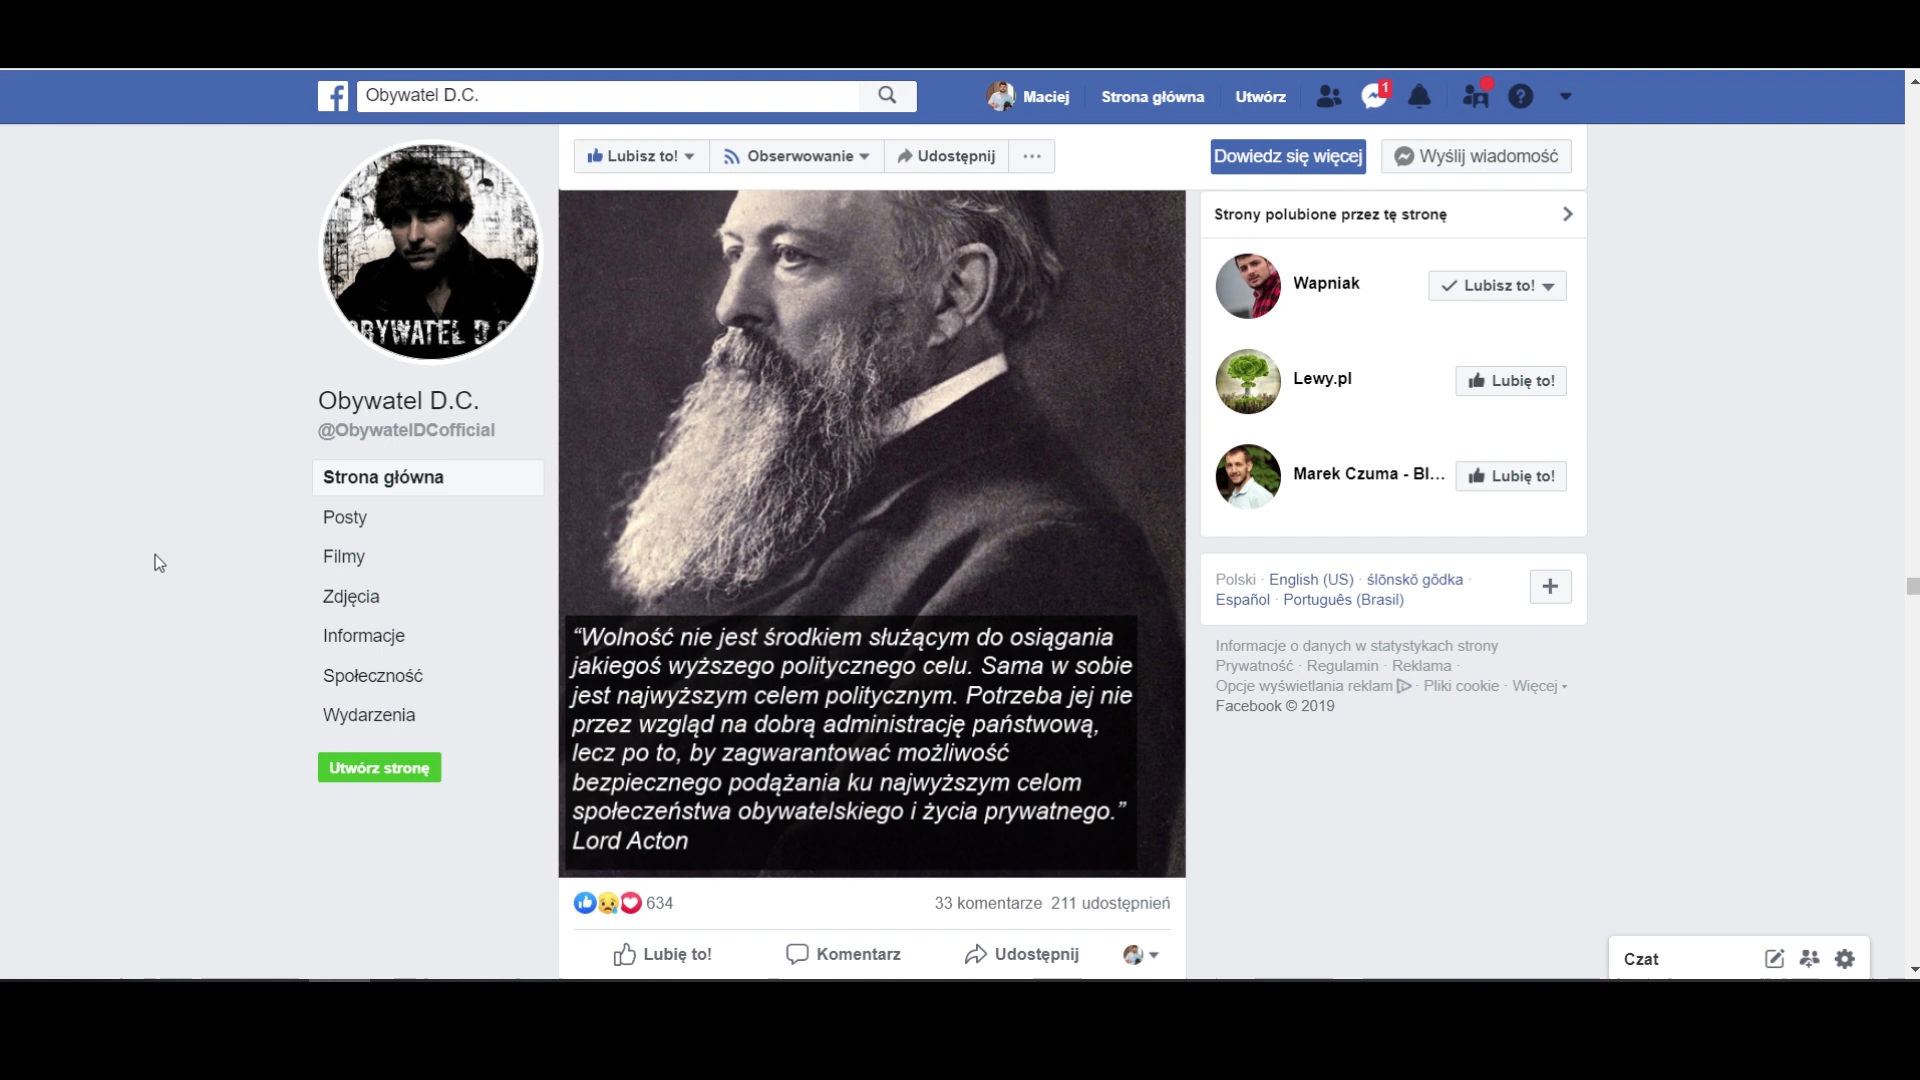 Obywatel D.C.
Maciej
Strona główna
Utwórz
1
Lubisz to!
Obserwowanie
Udostępnij
Dowiedz się więcej
Wyślij wiadomość
OBYWATEL D.C
Obywatel D.C.
@ObywatelDCofficial
Strona główna
Posty
Filmy
Zdjęcia
Informacje
Społeczność
Wydarzenia
Utwórz stronę
“Wolność nie jest środkiem służącym do osiągania
jakiegoś wyższego politycznego celu. Sama w sobie
jest najwyższym celem politycznym. Potrzeba jej nie
przez wzgląd na dobrą administrację państwową,
lecz po to, by zagwarantować możliwość
bezpiecznego podążania ku najwyższym celom
społeczeństwa obywatelskiego i życia prywatnego.”
Lord Acton
634
33 komentarze 211 udostępnień
Lubię to!
Komentarz
Udostępnij
Strony polubione przez tę stronę
Wapniak
Lubisz to!
Lewy.pl
Lubię to!
Marek Czuma - Bl...
Lubię to!
Polski · English (US) · ślōnskŏ gŏdka ·
Español · Português (Brasil)
Informacje o danych w statystykach strony
Prywatność · Regulamin · Reklama ·
Opcje wyświetlania reklam · Pliki cookie · Więcej
Facebook © 2019
Czat